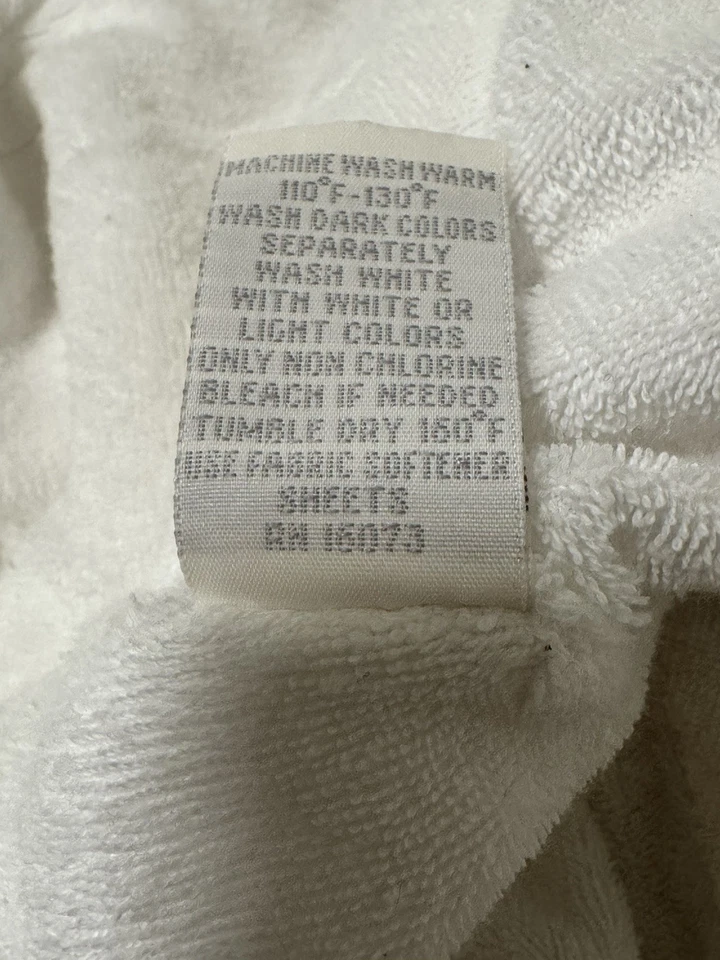 MACHINE WASH WARM
110°F-130°F
WASH DARK COLORS
SEPARATELY
WASH WHITE
WITH WHITE OR
LIGHT COLORS
ONLY NON CHLORINE
BLEACH IF NEEDED
TUMBLE DRY 160°F
USE FABRIC SOFTENER
SHEETS
RN 16073